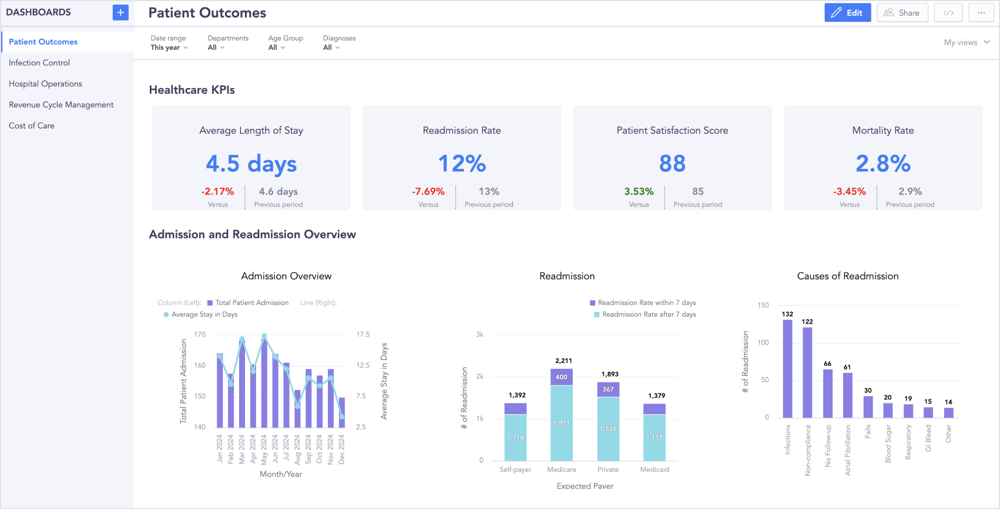 DASHBOARDS
+
Patient Outcomes
Edit
Share
</>
...
Patient Outcomes
Infection Control
Hospital Operations
Revenue Cycle Management
Cost of Care
Date range
This year
Departments
All
Age Group
All
Diagnoses
All
My views
Healthcare KPIs
Average Length of Stay
4.5 days
-2.17%
Versus
4.6 days
Previous period
Readmission Rate
12%
-7.69%
Versus
13%
Previous period
Patient Satisfaction Score
88
3.53%
Versus
85
Previous period
Mortality Rate
2.8%
-3.45%
Versus
2.9%
Previous period
Admission and Readmission Overview
Admission Overview
Column (Left): Total Patient Admission Line (Right):
Average Stay in Days
Total Patient Admission
170
160
150
140
17.5
12.5
7.5
2.5
Average Stay in Days
Jan 2024
Feb 2024
Mar 2024
Apr 2024
May 2024
Jun 2024
Jul 2024
Aug 2024
Sep 2024
Oct 2024
Nov 2024
Dec 2024
Month/Year
Readmission
Readmission Rate within 7 days
Readmission Rate after 7 days
# of Readmission
3k
2k
1k
0
1,392
1,114
2,211
400
1,811
1,893
367
1,526
1,379
1,117
Self-payer
Medicare
Private
Medicaid
Expected Payer
Causes of Readmission
# of Readmission
150
100
50
0
132
122
66
61
30
20
19
15
14
Infections
Non-compliance
No Follow-up
Atrial Fibrillation
Falls
Blood Sugar
Respiratory
GI Bleed
Other